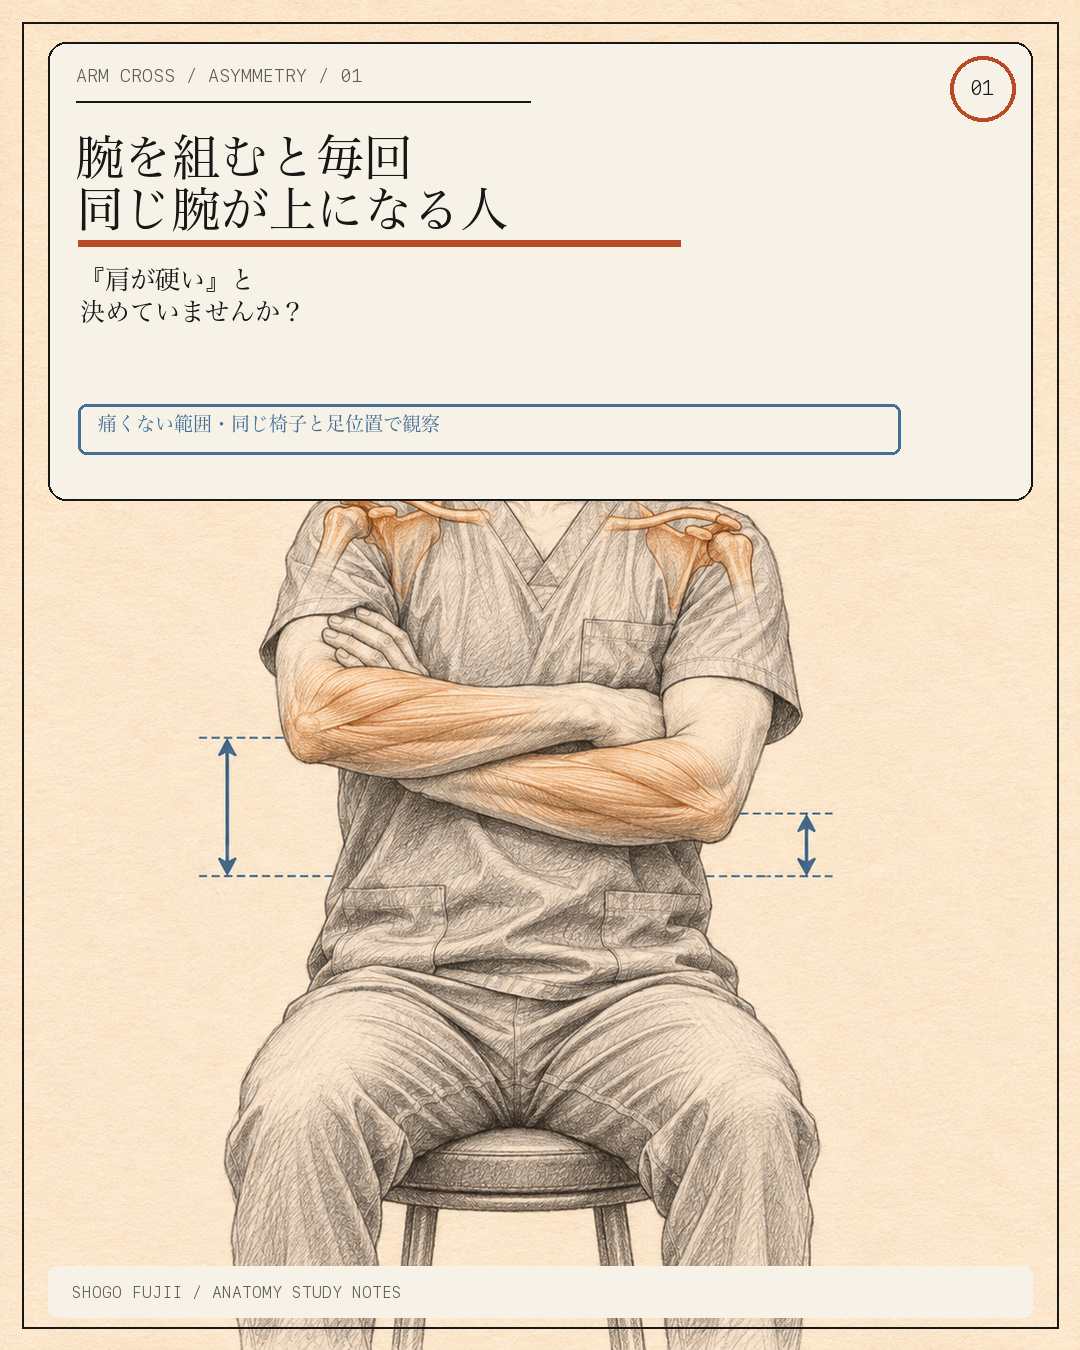 ARM CROSS / ASYMMETRY / 01
01
腕を組むと毎回
同じ腕が上になる人
『肩が硬い』と
決めていませんか？
痛くない範囲・同じ椅子と足位置で観察
SHOGO FUJII / ANATOMY STUDY NOTES